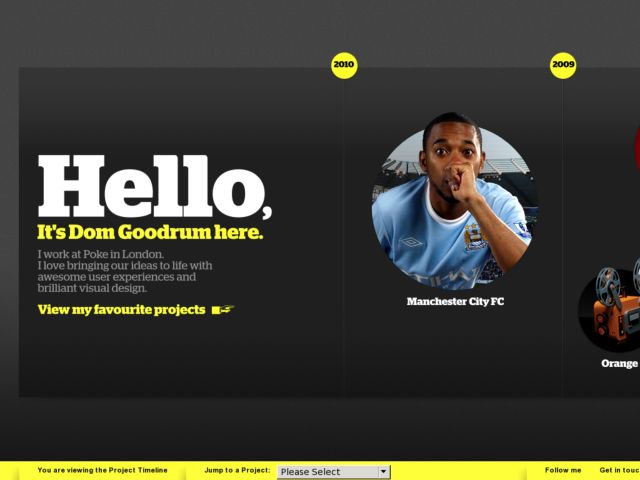 2010
2009
Hello,
It's Dom Goodrum here.
I work at Poke in London.
I love bringing our ideas to life with
awesome user experiences and
brilliant visual design.
View my favourite projects
Manchester City FC
Orange
You are viewing the Project Timeline
Jump to a Project:
Please Select
Follow me
Get in touc